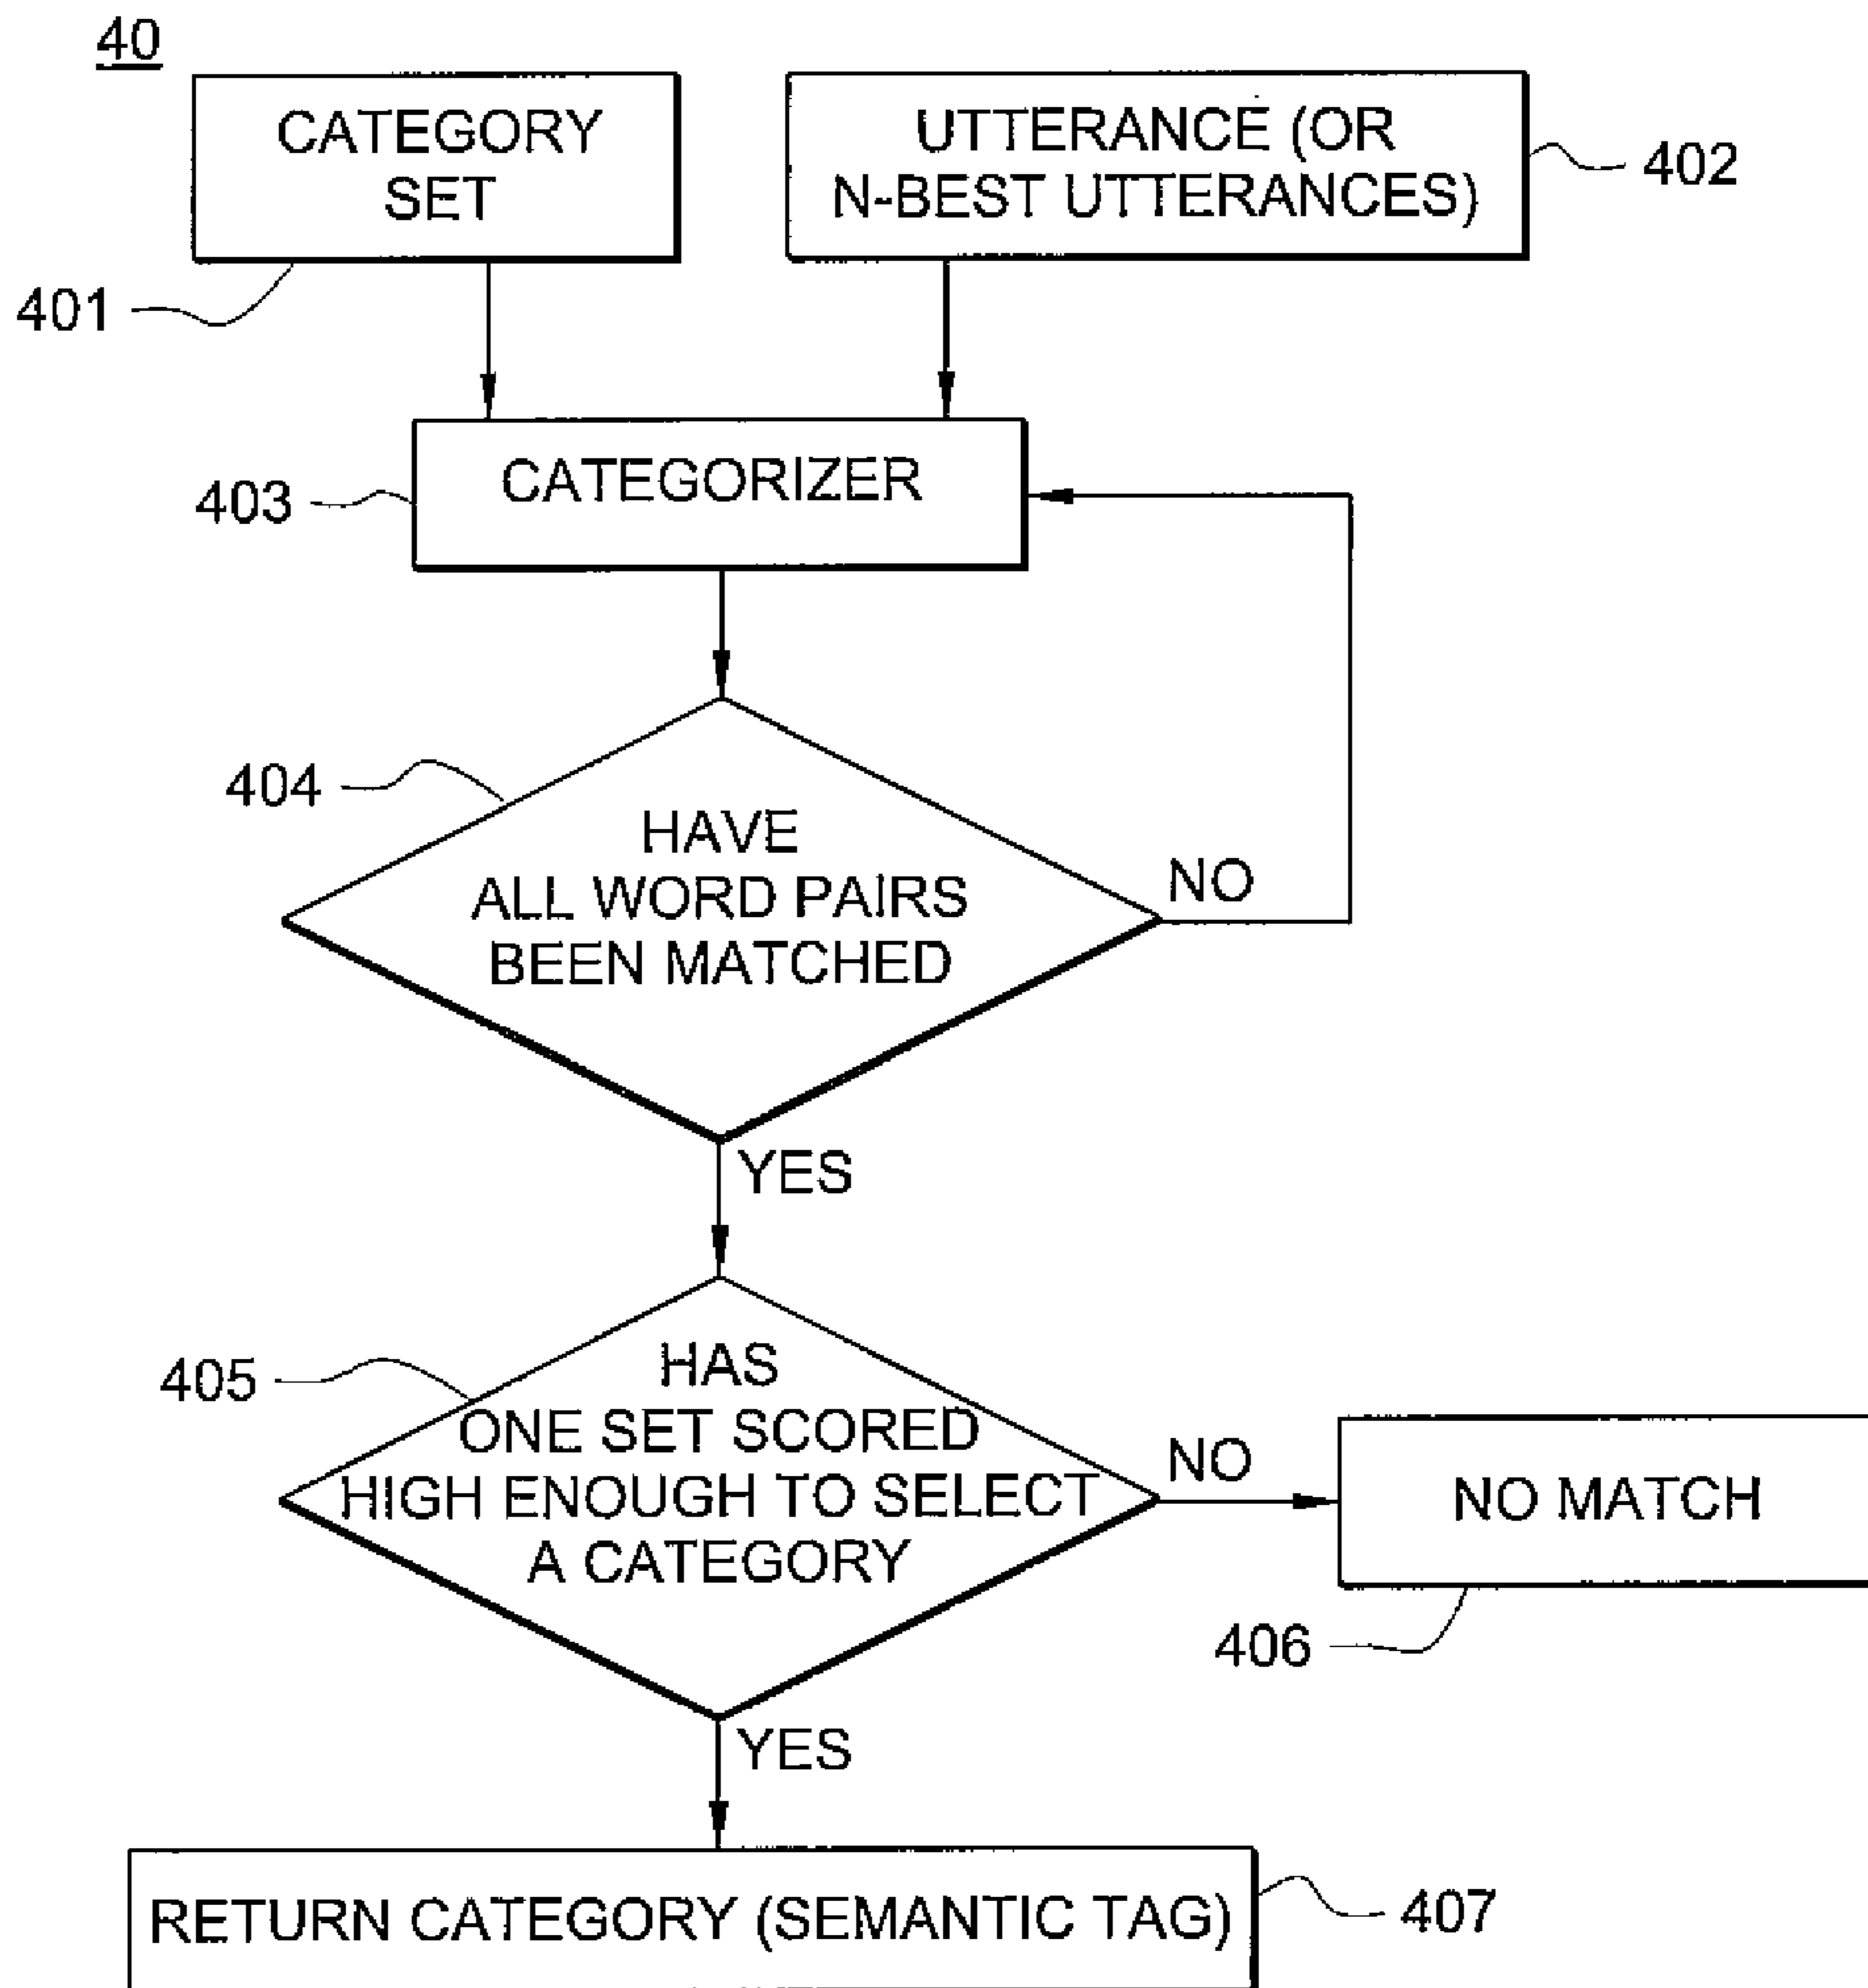 40
CATEGORY
SET
401
UTTERANCE (OR
N-BEST UTTERANCES)
402
CATEGORIZER
403
404
HAVE
ALL WORD PAIRS
BEEN MATCHED
NO
YES
405
HAS
ONE SET SCORED
HIGH ENOUGH TO SELECT
A CATEGORY
NO
NO MATCH
406
YES
RETURN CATEGORY (SEMANTIC TAG)
407